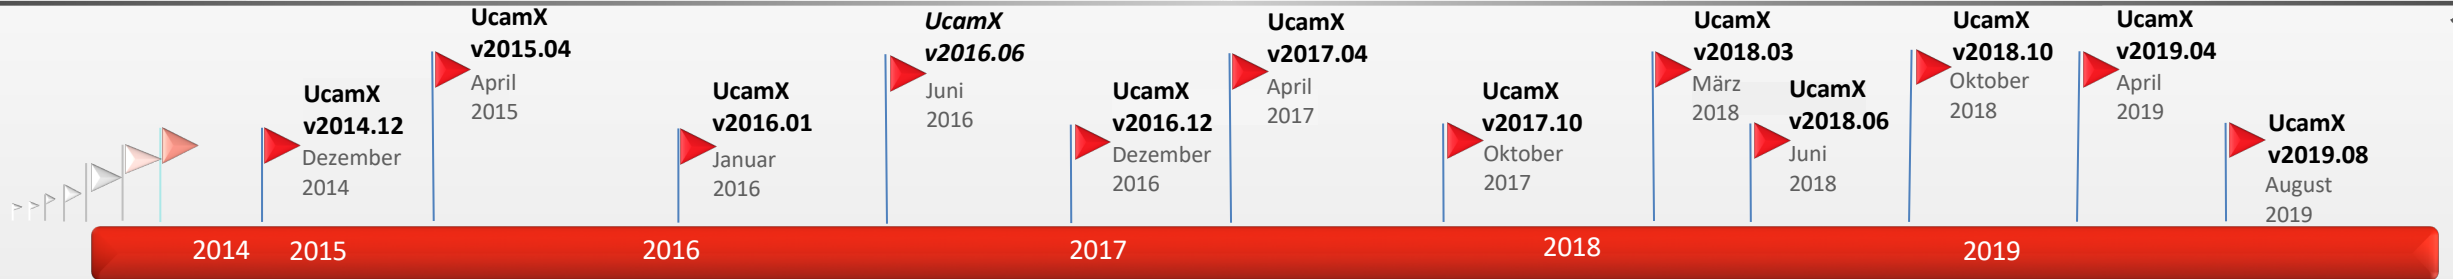 UcamX
v2014.12
Dezember
2014
UcamX
v2015.04
April
2015
UcamX
v2016.01
Januar
2016
UcamX
v2016.06
Juni
2016
UcamX
v2016.12
Dezember
2016
UcamX
v2017.04
April
2017
UcamX
v2017.10
Oktober
2017
UcamX
v2018.03
März
2018
UcamX
v2018.06
Juni
2018
UcamX
v2018.10
Oktober
2018
UcamX
v2019.04
April
2019
UcamX
v2019.08
August
2019
2014 2015 2016 2017 2018 2019